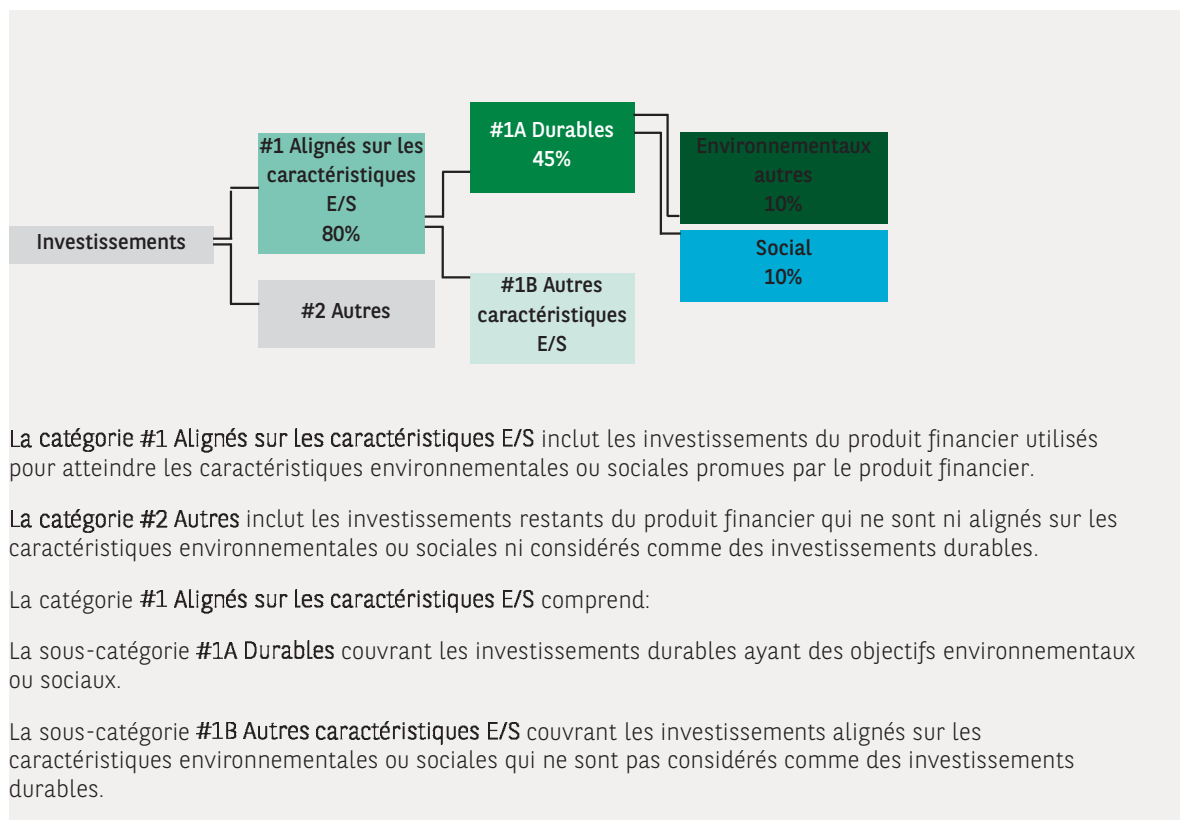 #1A Durables
45%
#1 Alignés sur les
caractéristiques
E/S
80%
Environnementaux
autres
10%
Investissements
Social
10%
#2 Autres
#1B Autres
caractéristiques
E/S
La catégorie #1 Alignés sur les caractéristiques E/S inclut les investissements du produit financier utilisés
pour atteindre les caractéristiques environnementales ou sociales promues par le produit financier.
La catégorie #2 Autres inclut les investissements restants du produit financier qui ne sont ni alignés sur les
caractéristiques environnementales ou sociales ni considérés comme des investissements durables.
La catégorie #1 Alignés sur les caractéristiques E/S comprend:
La sous-catégorie #1A Durables couvrant les investissements durables ayant des objectifs environnementaux
ou sociaux.
La sous-catégorie #1B Autres caractéristiques E/S couvrant les investissements alignés sur les
caractéristiques environnementales ou sociales qui ne sont pas considérés comme des investissements
durables.